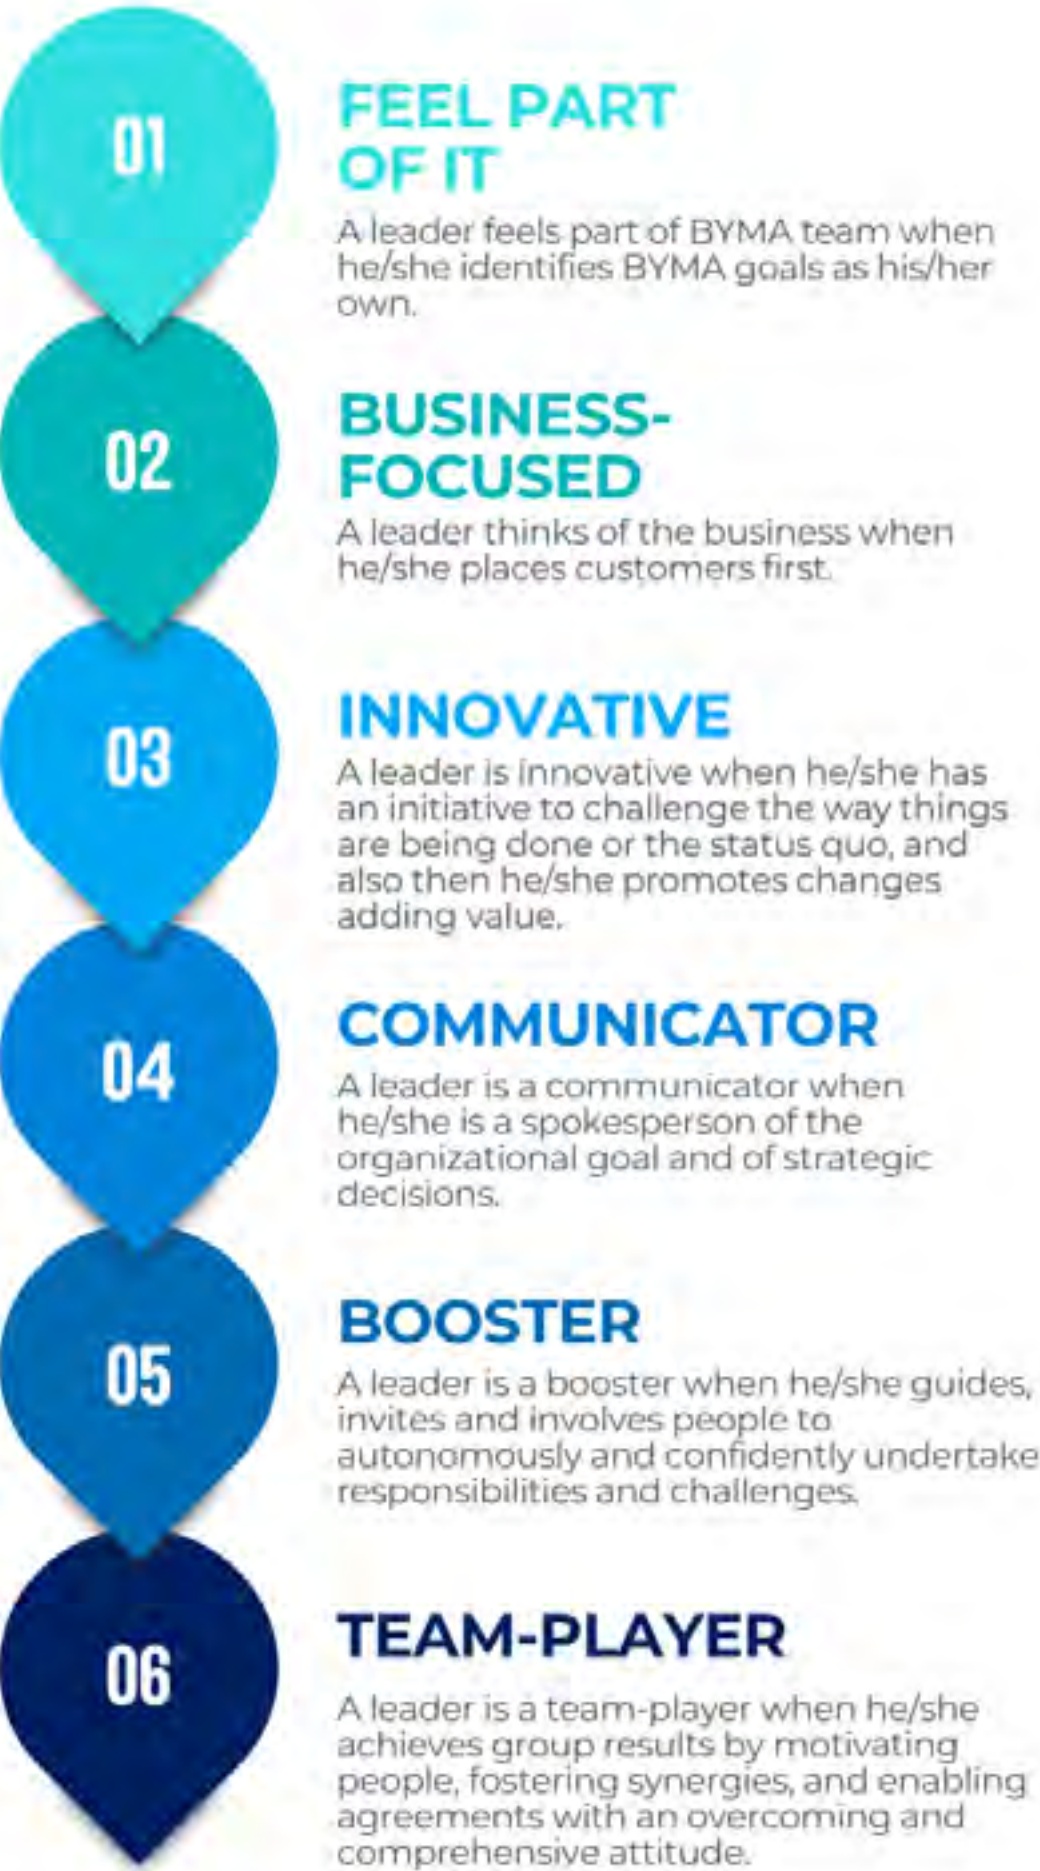 01
FEEL PART
OF IT
A leader feels part of BYMA team when
he/she identifies BYMA goals as his/her
own.
02
BUSINESS-
FOCUSED
A leader thinks of the business when
he/she places customers first.
03
INNOVATIVE
A leader is innovative when he/she has
an initiative to challenge the way things
are being done or the status quo, and
also then he/she promotes changes
adding value.
04
COMMUNICATOR
A leader is a communicator when
he/she is a spokesperson of the
organizational goal and of strategic
decisions.
05
BOOSTER
A leader is a booster when he/she guides,
invites and involves people to
autonomously and confidently undertake
responsibilities and challenges.
06
TEAM-PLAYER
A leader is a team-player when he/she
achieves group results by motivating
people, fostering synergies, and enabling
agreements with an overcoming and
comprehensive attitude.